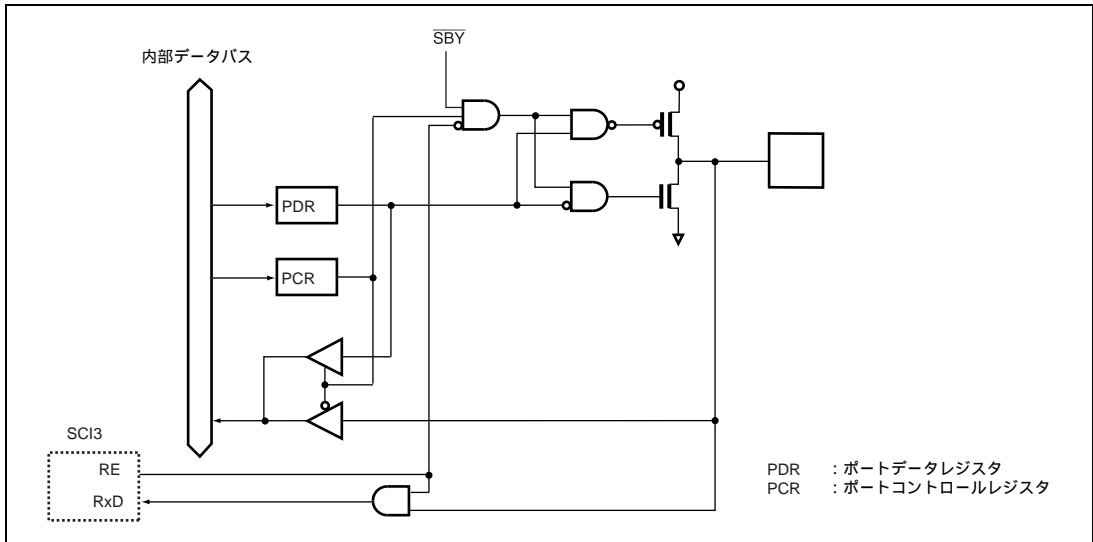 SBY
内部データバス
PDR
PCR
SCI3
RE
RxD
PDR :ポートデータレジスタ
PCR :ポートコントロールレジスタ